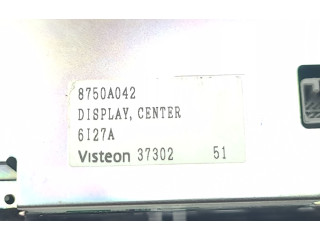 8750A042
DISPLAY, CENTER
6I27A
Visteon 37302 51